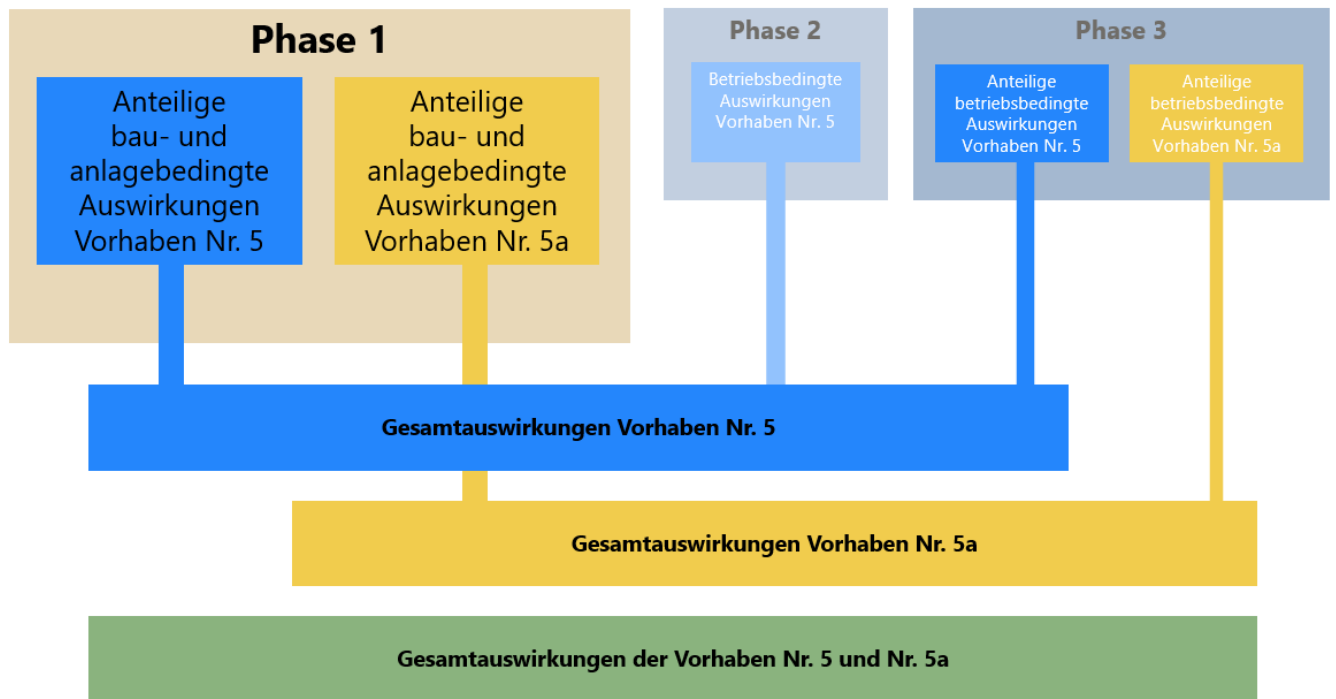 Phase 1
Anteilige
bau- und
anlagebedingte
Auswirkungen
Vorhaben Nr. 5
Anteilige
bau- und
anlagebedingte
Auswirkungen
Vorhaben Nr. 5a
Phase 2
Betriebsbedingte
Auswirkungen
Vorhaben Nr. 5
Phase 3
Anteilige
betriebsbedingte
Auswirkungen
Vorhaben Nr. 5
Anteilige
betriebsbedingte
Auswirkungen
Vorhaben Nr. 5a
Gesamtauswirkungen Vorhaben Nr. 5
Gesamtauswirkungen Vorhaben Nr. 5a
Gesamtauswirkungen der Vorhaben Nr. 5 und Nr. 5a